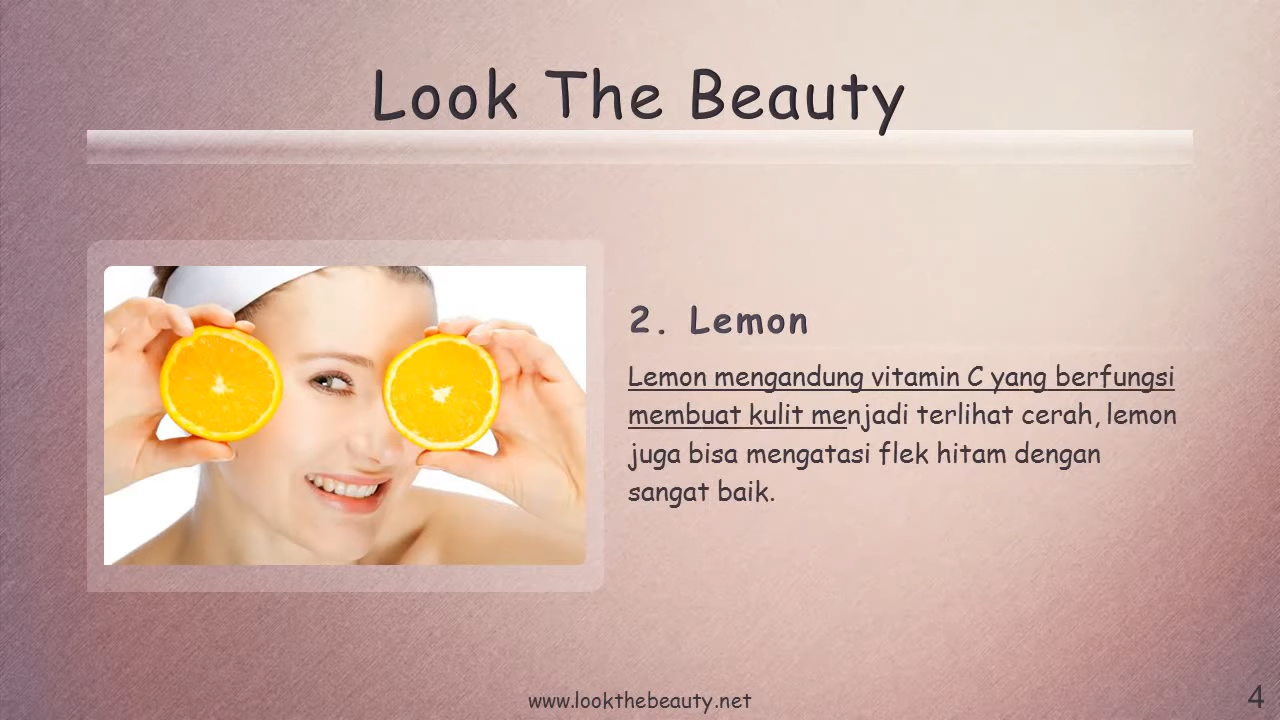 Look The Beauty
2. Lemon
Lemon mengandung vitamin C yang berfungsi
membuat kulit menjadi terlihat cerah, lemon
juga bisa mengatasi flek hitam dengan
sangat baik.
www.lookthebeauty.net
4